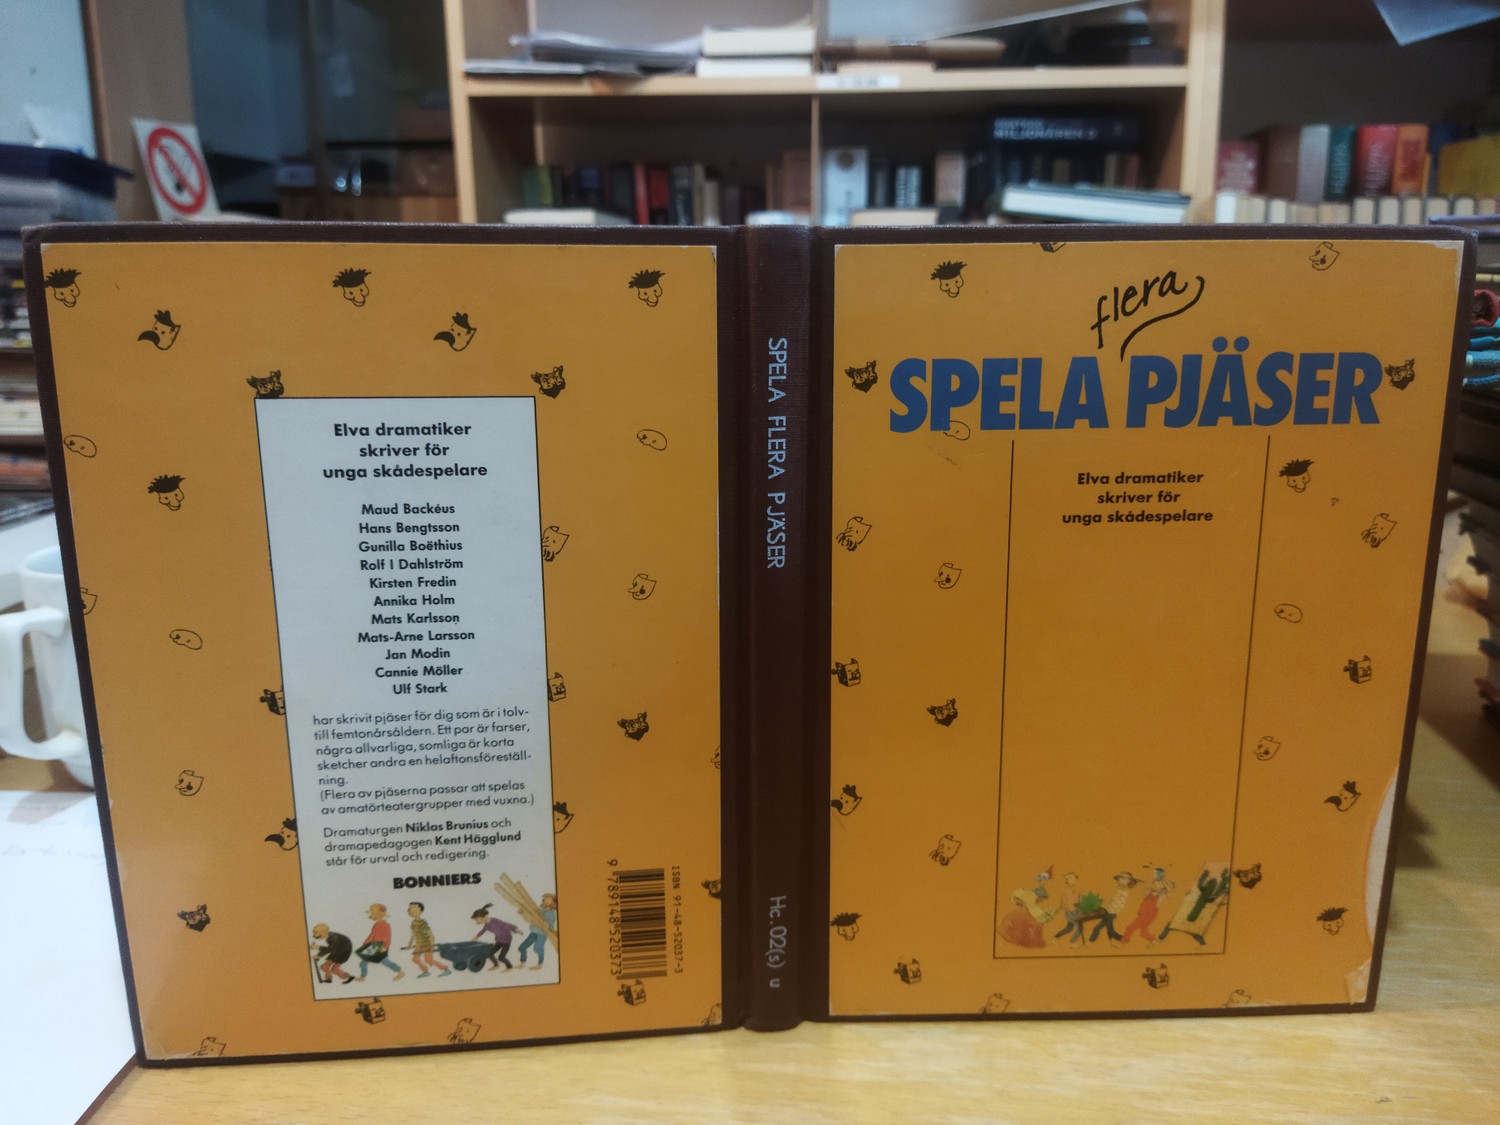 Elva dramatiker
skriver för
unga skådespelare
Maud Backéus
Hans Bengtsson
Gunilla Boëthius
Rolf I Dahlström
Kirsten Fredin
Annika Holm
Mats Karlsson
Mats-Arne Larsson
Jan Modin
Cannie Möller
Ulf Stark
har skrivit pjäser för dig som är i tolv-
till femtonårsåldern. Ett par är farser,
några allvarliga, somliga är korta
sketcher andra en helaftonsföreställ-
ning.
(Flera av pjäserna passar att spelas
av amatörteatergrupper med vuxna.)
Dramaturgen Niklas Brunius och
dramapedagogen Kent Hägglund
står för urval och redigering.
BONNIERS
ISBN 91-48-52037-3
9 789148 520373
SPELA FLERA PJÄSER
Hc.02(s) u
flera
SPELA PJÄSER
Elva dramatiker
skriver för
unga skådespelare